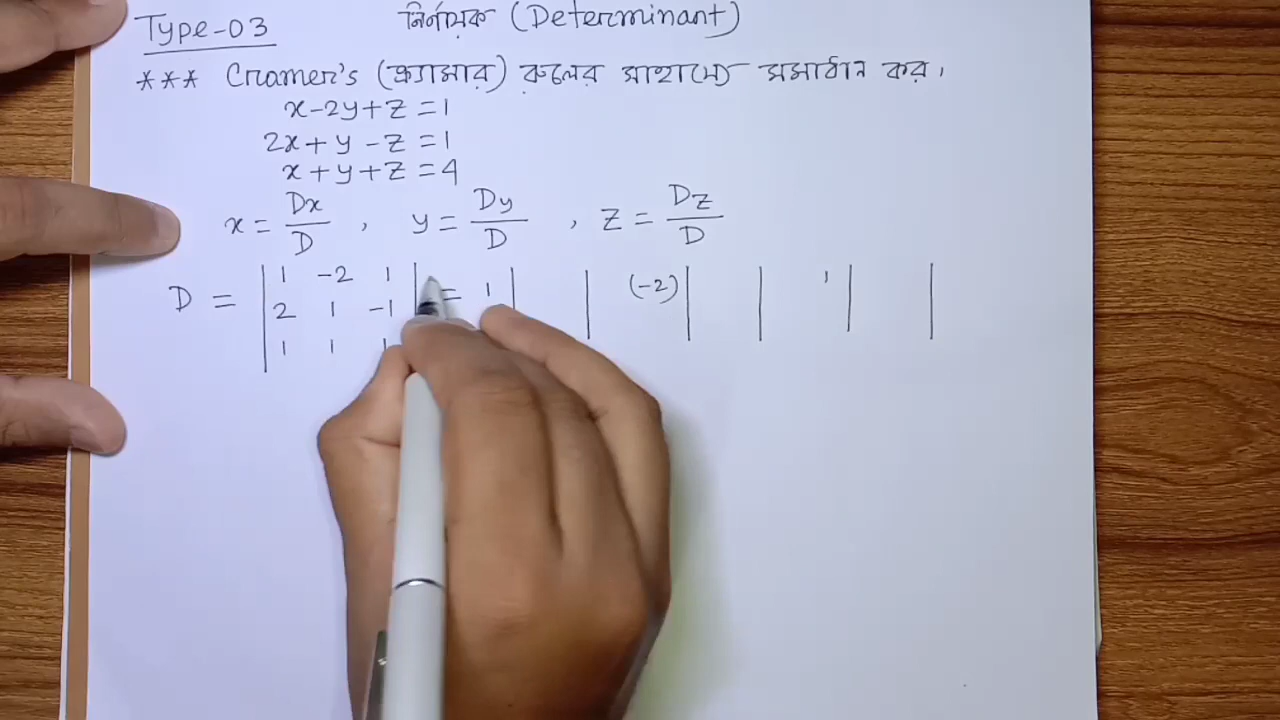 Type-03
নির্নায়ক (Determinant)
*** Cramer's (ক্র্যামার) রুলের সাহায্যে সমাধান কর।
x-2y+z=1
2x+y-z=1
x+y+z=4
x = Dx/D , y = Dy/D , z = Dz/D
D = | 1 -2 1 | = 1 | | | (-2) | | ' | |
2 1 -1
1 1 1